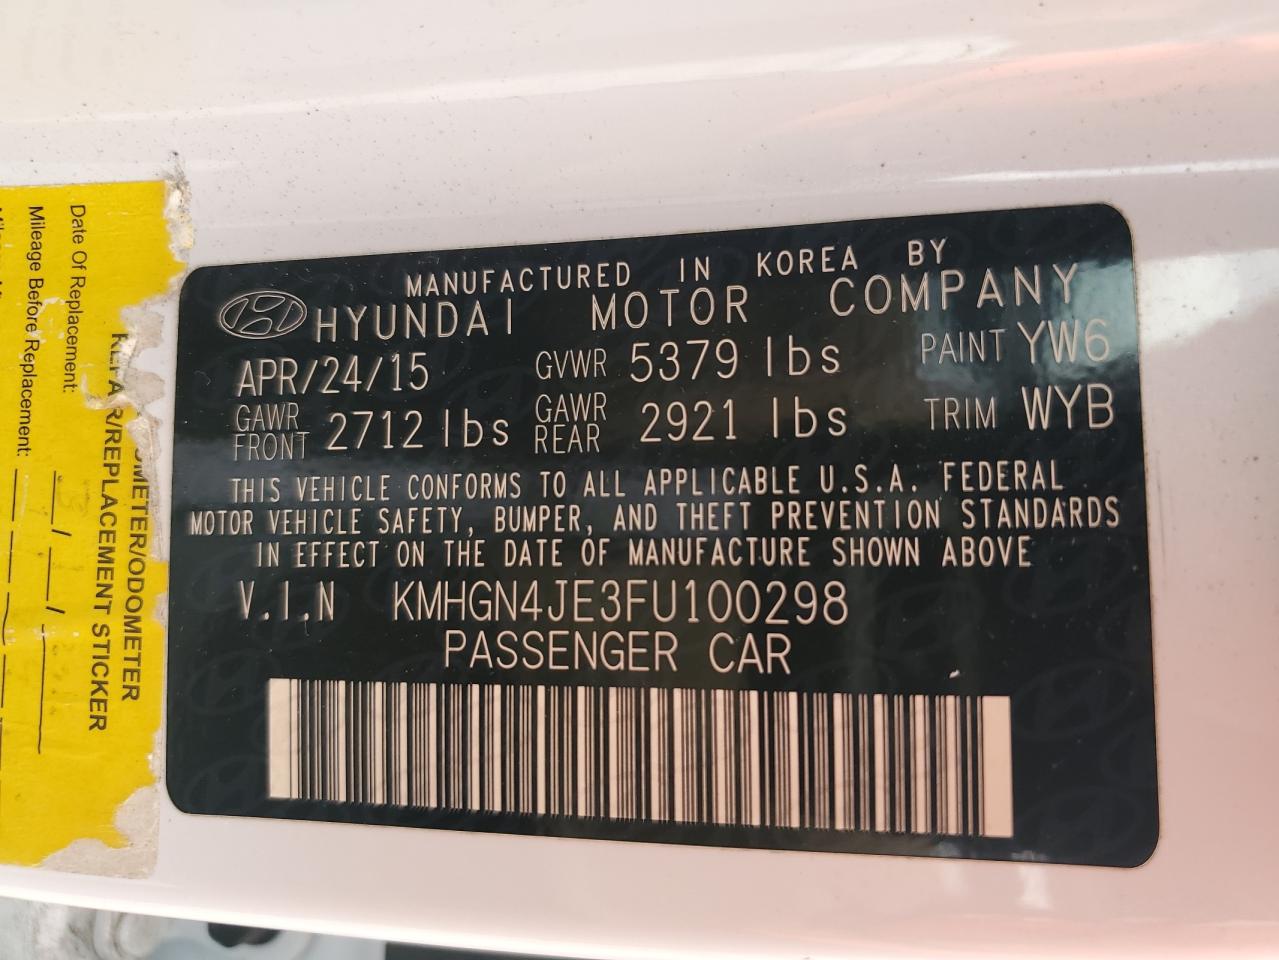 MANUFACTURED IN KOREA BY
HYUNDAI MOTOR COMPANY
APR/24/15 GVWR 5379 lbs PAINT YW6
GAWR FRONT 2712 lbs GAWR REAR 2921 lbs TRIM WYB
THIS VEHICLE CONFORMS TO ALL APPLICABLE U.S.A. FEDERAL
MOTOR VEHICLE SAFETY, BUMPER, AND THEFT PREVENTION STANDARDS
IN EFFECT ON THE DATE OF MANUFACTURE SHOWN ABOVE
V.I.N KMHGN4JE3FU100298
PASSENGER CAR
OMETER/ODOMETER
REPAIR/REPLACEMENT STICKER
Date Of Replacement:
Mileage Before Replacement: